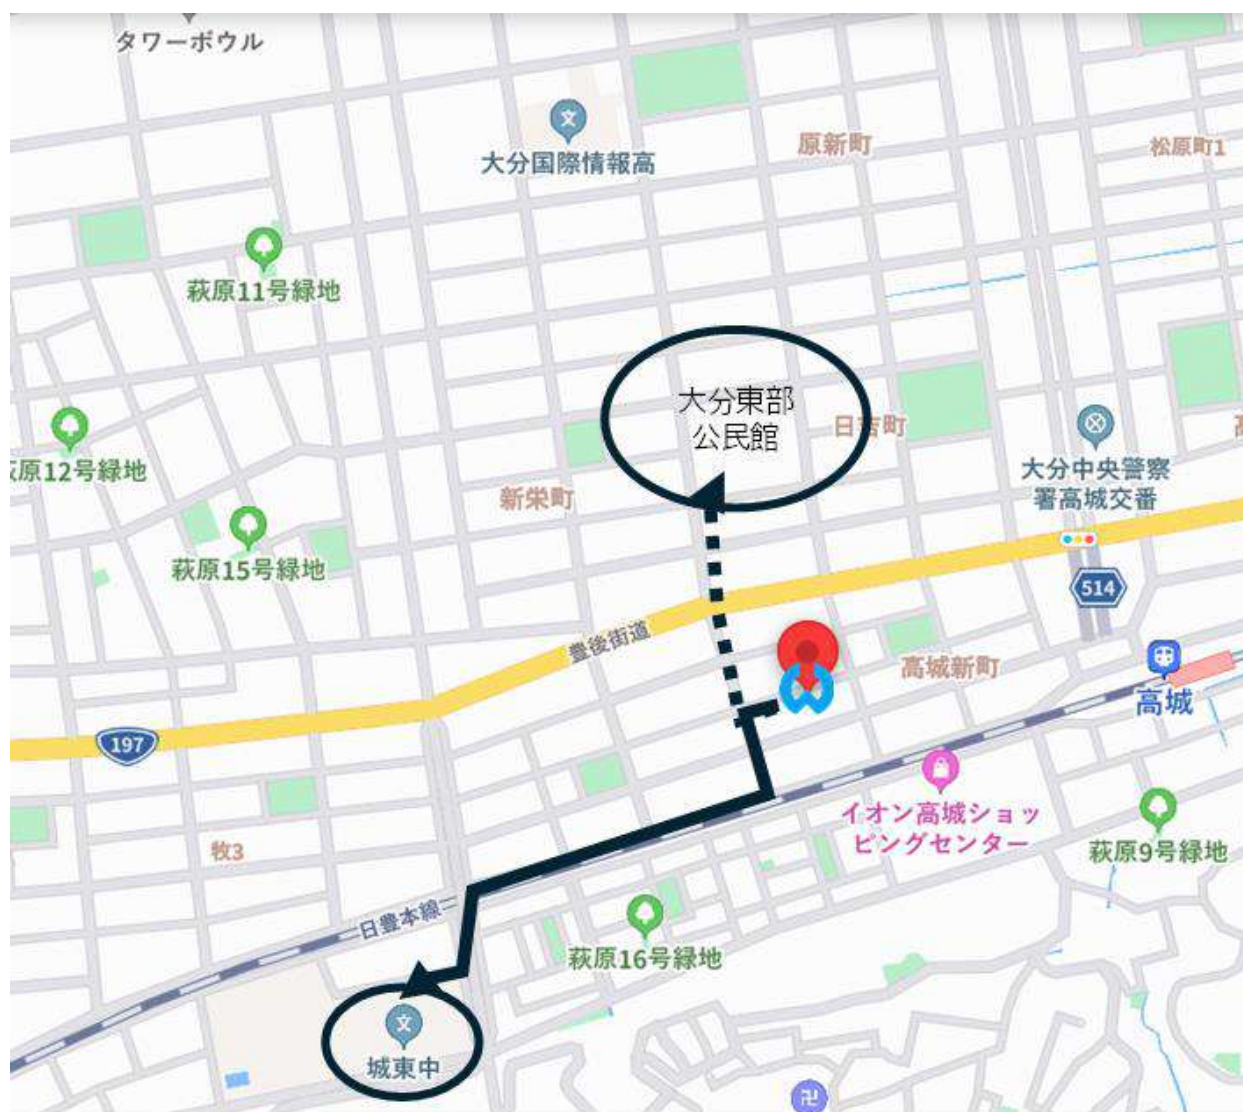 タワーボウル
大分国際情報高
原新町
松原町1
萩原11号緑地
大分東部
公民館
日吉町
原12号緑地
大分中央警察
署高城交番
新栄町
萩原15号緑地
514
豊後街道
高城新町
高城
197
イオン高城ショッ
ピングセンター
牧3
萩原9号緑地
日豊本線
萩原16号緑地
文
城東中
卍